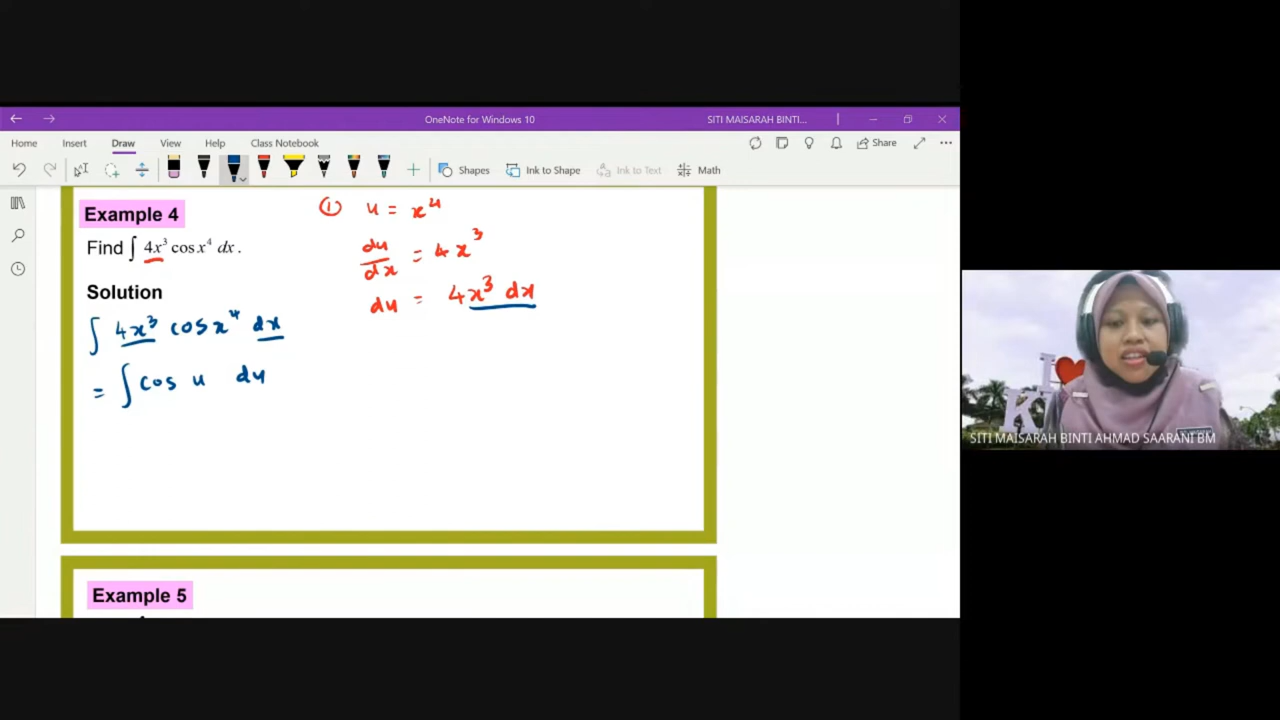 OneNote for Windows 10
SITI MAISARAH BINTI...
Home Insert Draw View Help Class Notebook
Share
Shapes Ink to Shape Ink to Text Math
Example 4
Find ∫ 4x³ cos x⁴ dx.
Solution
∫ 4x³ cos x⁴ dx
= ∫ cos u du
① u = x⁴
du/dx = 4x³
du = 4x³ dx
Example 5
I
K
SITI MAISARAH BINTI AHMAD SAARANI BM